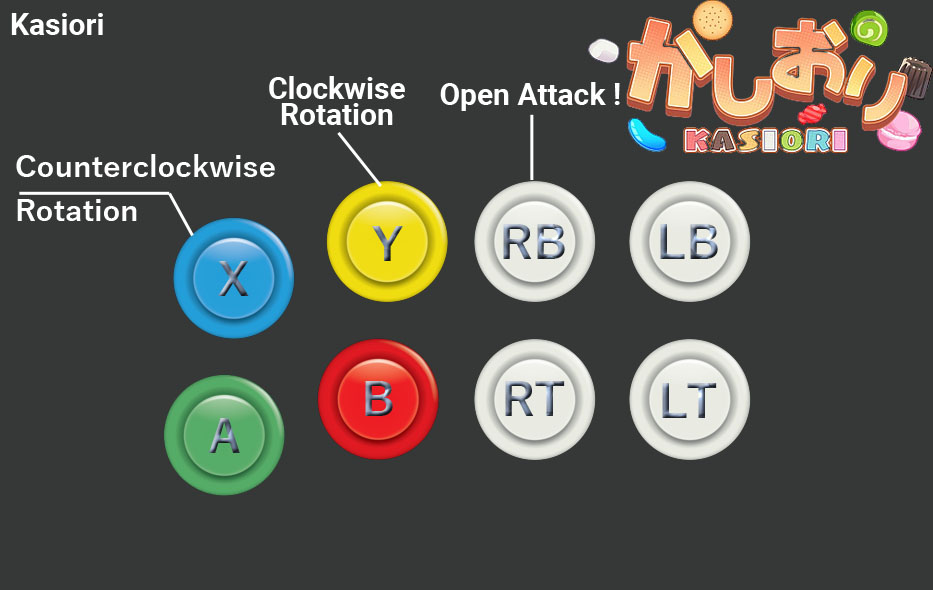 Kasiori
かしおり
KASIORI
Clockwise
Rotation
Open Attack !
Counterclockwise
Rotation
X
Y
RB
LB
A
B
RT
LT